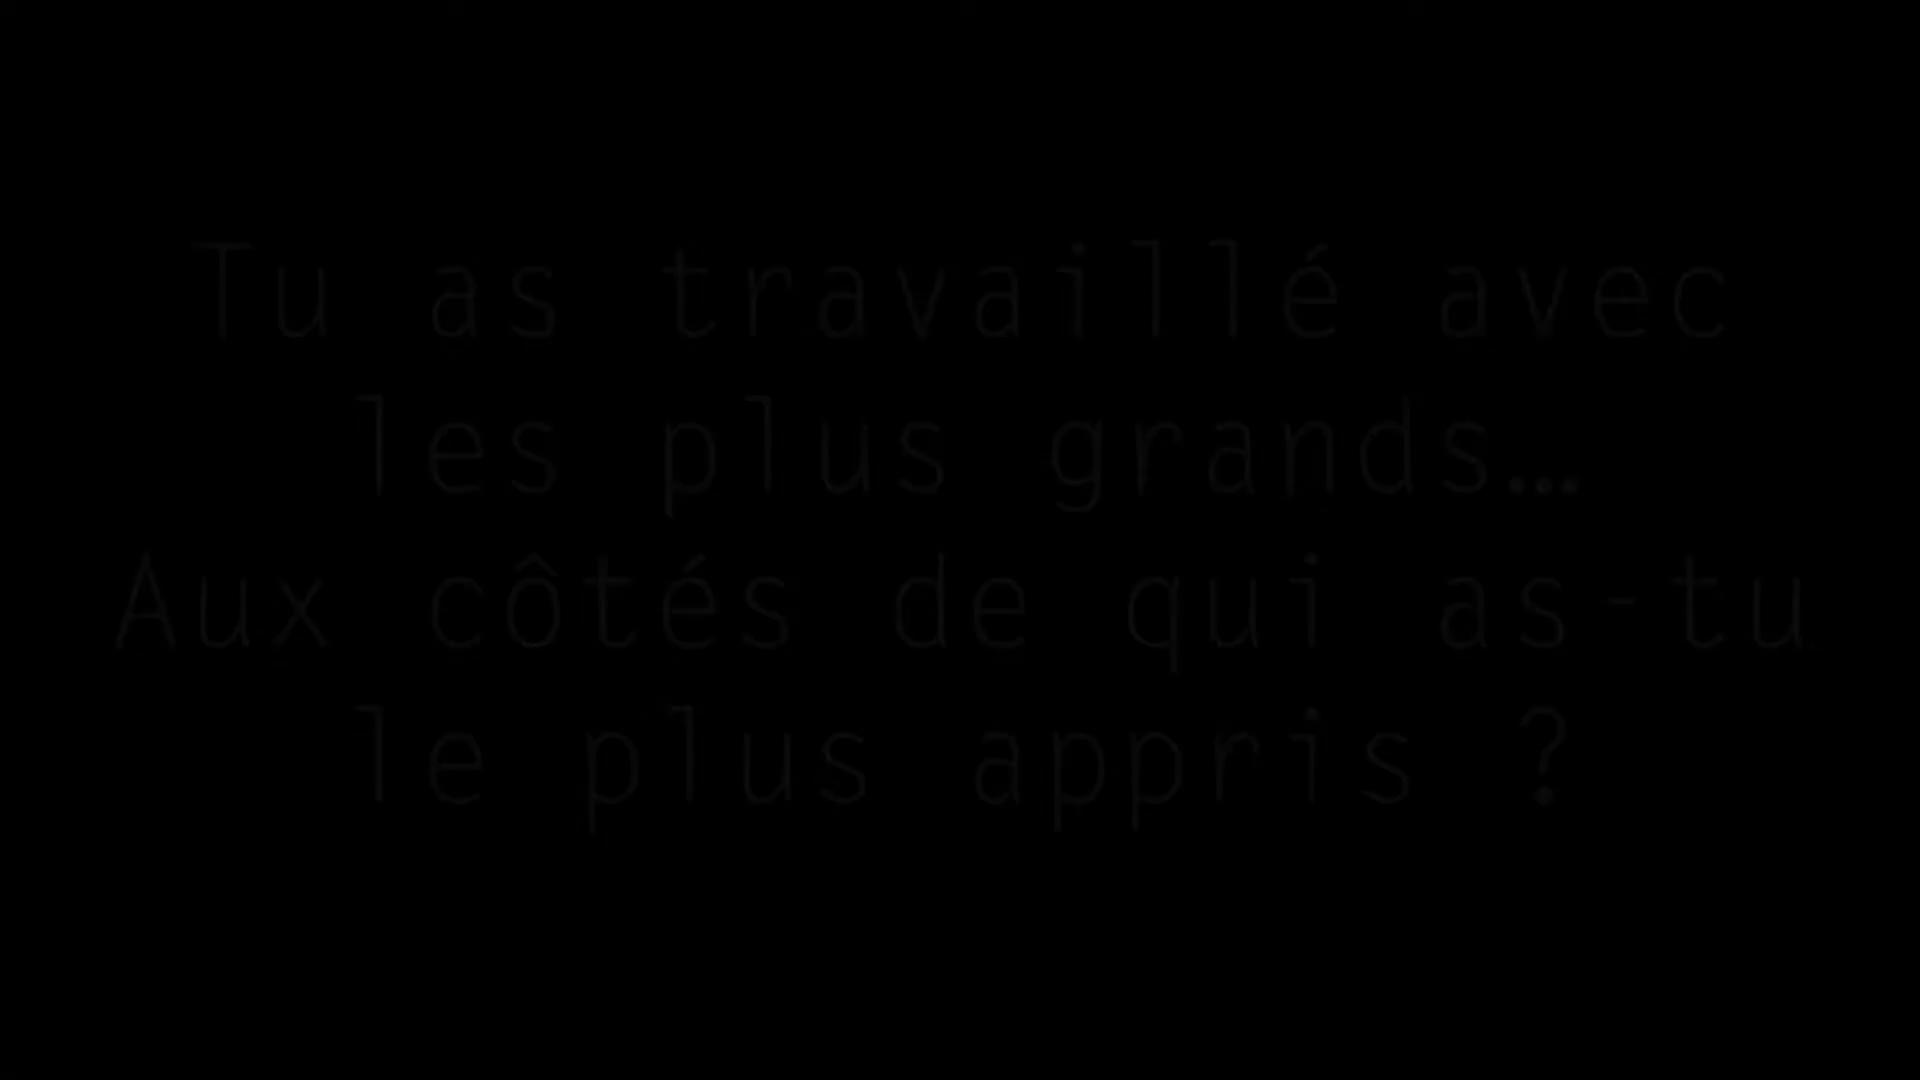 Tu as travaillé avec
les plus grands…
Aux côtés de qui as-tu
le plus appris ?